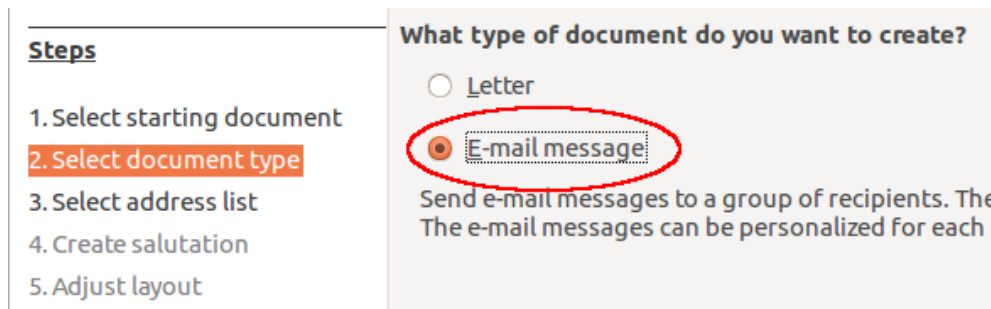 Steps
1. Select starting document
2. Select document type
3. Select address list
4. Create salutation
5. Adjust layout
What type of document do you want to create?
Letter
E-mail message
Send e-mail messages to a group of recipients. The
The e-mail messages can be personalized for each